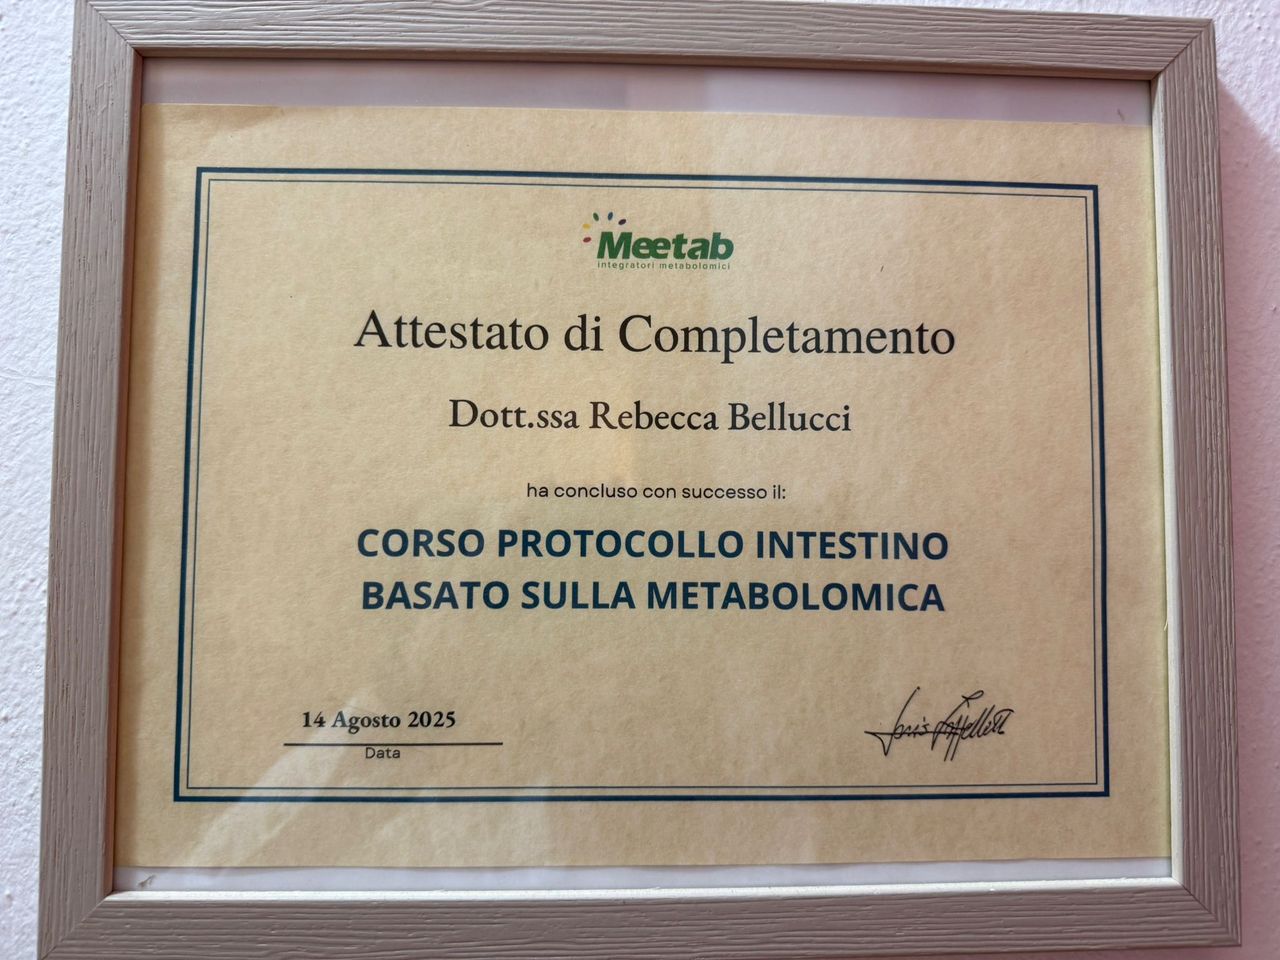 Meetab
integratori metabolomici
Attestato di Completamento
Dott.ssa Rebecca Bellucci
ha concluso con successo il:
CORSO PROTOCOLLO INTESTINO
BASATO SULLA METABOLOMICA
14 Agosto 2025
Data